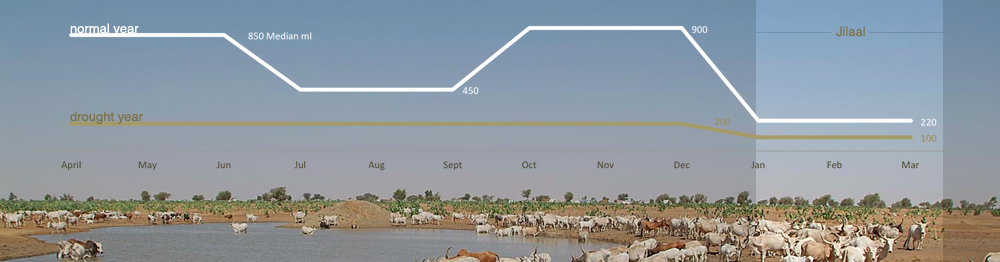 normal year
850 Median ml
900
Jilaal
450
drought year
200
220
100
April May Jun Jul Aug Sept Oct Nov Dec Jan Feb Mar